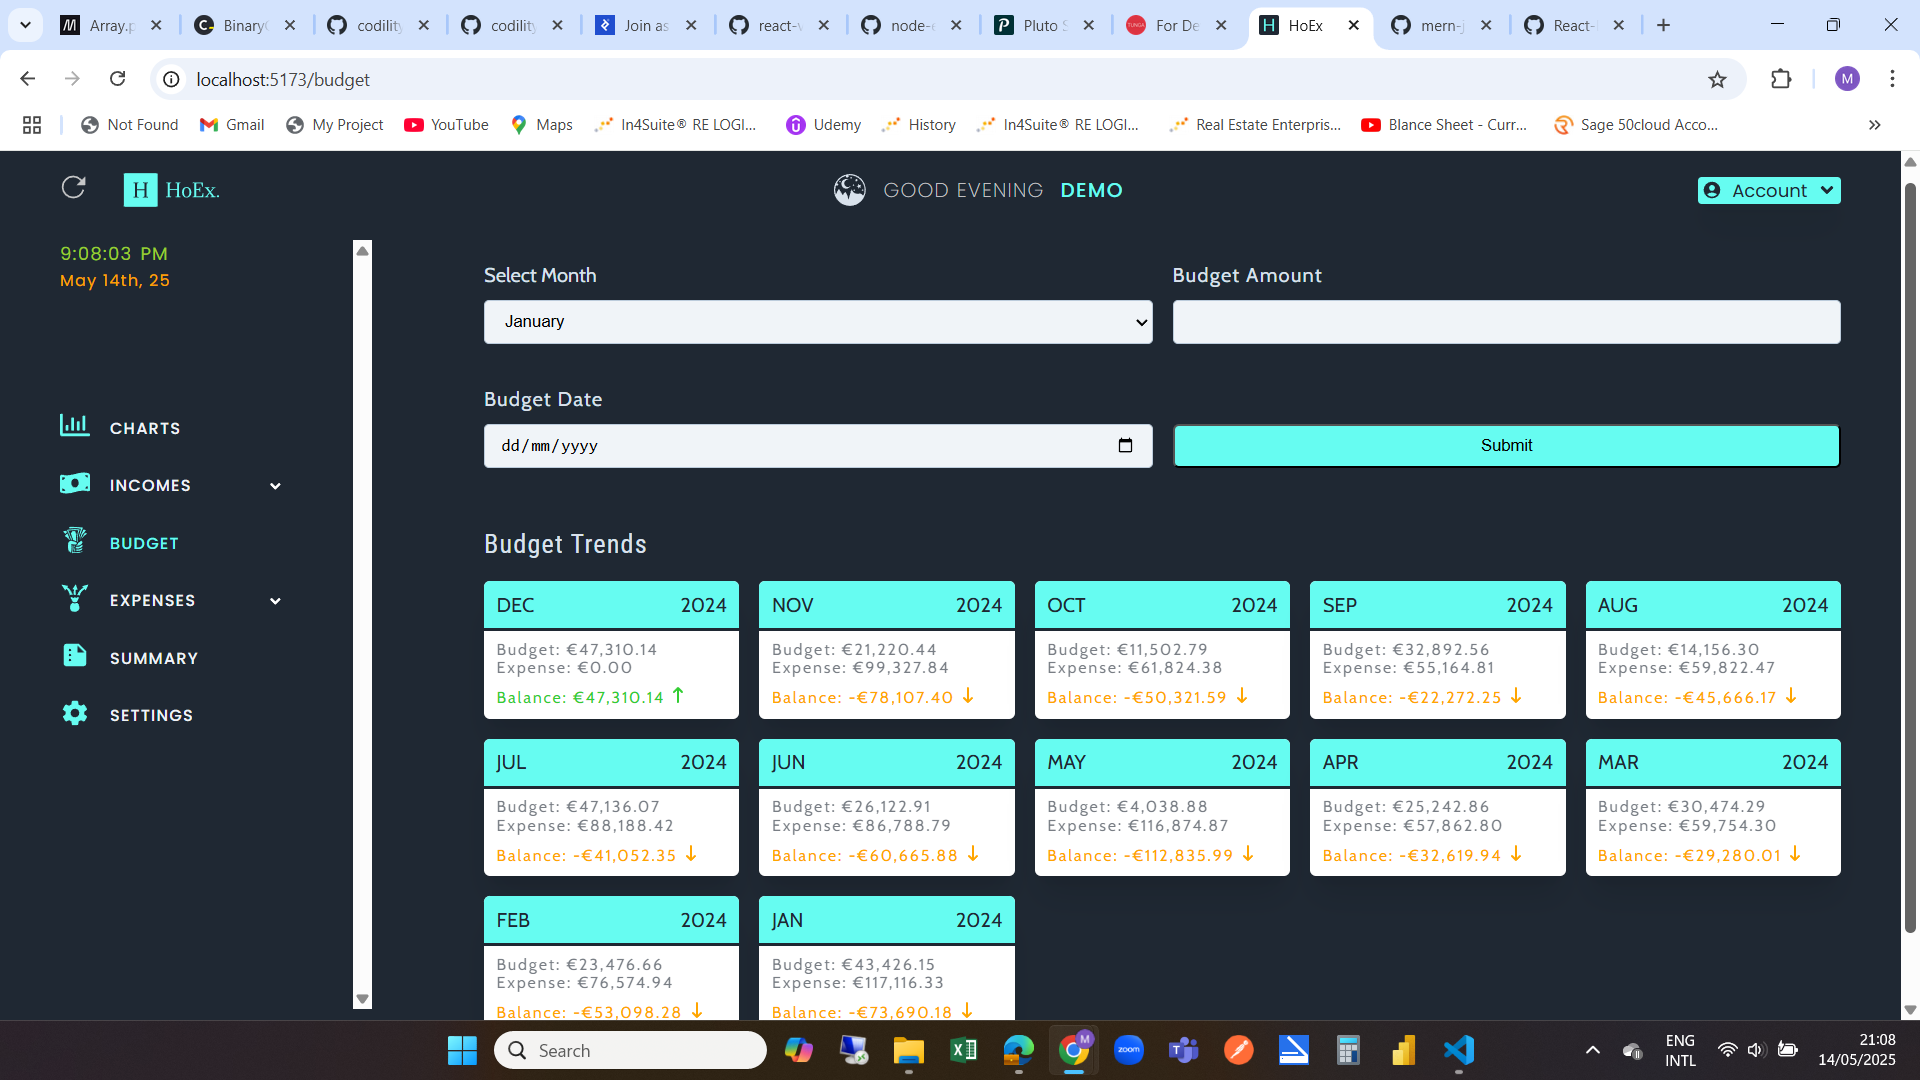 Array.p
Binary
codility
codility
Join as
react-v
node-e
Pluto S
For De
HoEx
mern-j
React-
localhost:5173/budget
M
Not Found
Gmail
My Project
YouTube
Maps
In4Suite® RE LOGI...
Udemy
History
In4Suite® RE LOGI...
Real Estate Enterpris...
Blance Sheet - Curr...
Sage 50cloud Acco...
H HoEx.
GOOD EVENING DEMO
Account
9:08:03 PM
May 14th, 25
CHARTS
INCOMES
BUDGET
EXPENSES
SUMMARY
SETTINGS
Select Month
January
Budget Amount
Budget Date
dd/mm/yyyy
Submit
Budget Trends
DEC 2024
Budget: €47,310.14
Expense: €0.00
Balance: €47,310.14 ↑
NOV 2024
Budget: €21,220.44
Expense: €99,327.84
Balance: -€78,107.40 ↓
OCT 2024
Budget: €11,502.79
Expense: €61,824.38
Balance: -€50,321.59 ↓
SEP 2024
Budget: €32,892.56
Expense: €55,164.81
Balance: -€22,272.25 ↓
AUG 2024
Budget: €14,156.30
Expense: €59,822.47
Balance: -€45,666.17 ↓
JUL 2024
Budget: €47,136.07
Expense: €88,188.42
Balance: -€41,052.35 ↓
JUN 2024
Budget: €26,122.91
Expense: €86,788.79
Balance: -€60,665.88 ↓
MAY 2024
Budget: €4,038.88
Expense: €116,874.87
Balance: -€112,835.99 ↓
APR 2024
Budget: €25,242.86
Expense: €57,862.80
Balance: -€32,619.94 ↓
MAR 2024
Budget: €30,474.29
Expense: €59,754.30
Balance: -€29,280.01 ↓
FEB 2024
Budget: €23,476.66
Expense: €76,574.94
Balance: -€53,098.28 ↓
JAN 2024
Budget: €43,426.15
Expense: €117,116.33
Balance: -€73,690.18 ↓
Search
M
zoom
ENG
INTL
21:08
14/05/2025